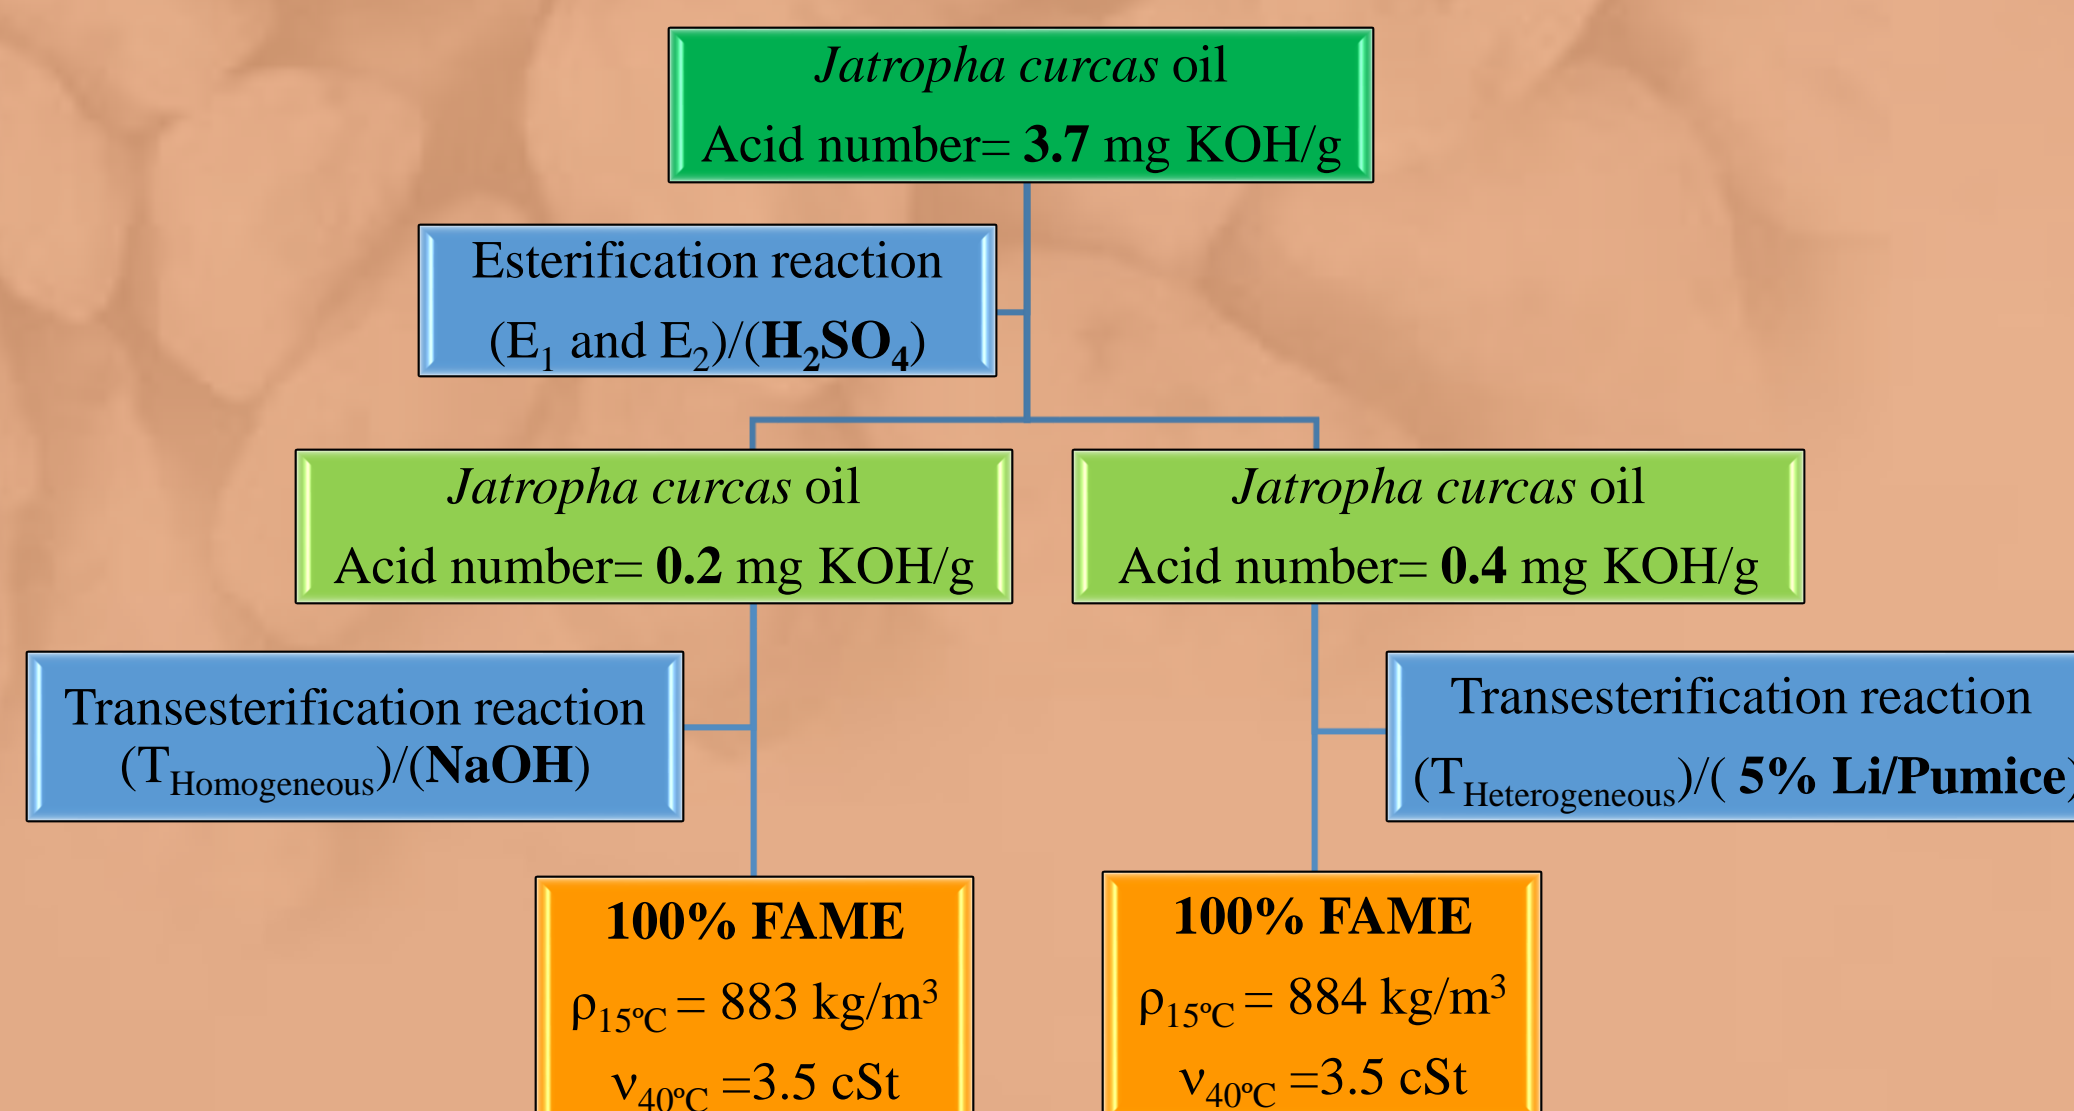 Jatropha curcas oil
Acid number= 3.7 mg KOH/g
Esterification reaction
(E₁ and E₂)/(H₂SO₄)
Jatropha curcas oil
Acid number= 0.2 mg KOH/g
Jatropha curcas oil
Acid number= 0.4 mg KOH/g
Transesterification reaction
(T_Homogeneous)/(NaOH)
Transesterification reaction
(T_Heterogeneous)/( 5% Li/Pumice)
100% FAME
ρ₁₅ºC = 883 kg/m³
ν₄₀ºC =3.5 cSt
100% FAME
ρ₁₅ºC = 884 kg/m³
ν₄₀ºC =3.5 cSt